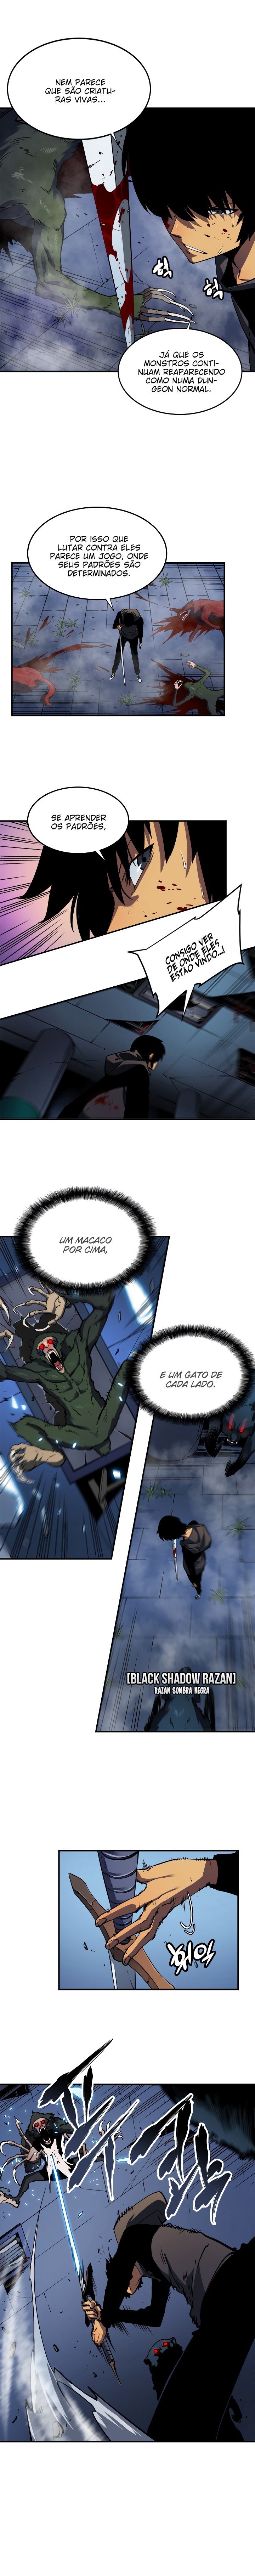 NEM PARECE
QUE SÃO CRIATU-
RAS VIVAS...
JÁ QUE OS
MONSTROS CONTI-
NUAM REAPARECENDO
COMO NUMA DUN-
GEON NORMAL.
POR ISSO QUE
LUTAR CONTRA ELES
PARECE UM JOGO, ONDE
SEUS PADRÕES SÃO
DETERMINADOS.
SE APRENDER
OS PADRÕES,
CONSIGO VER
DE ONDE ELES
ESTÃO VINDO...!
UM MACACO
POR CIMA,
E UM GATO DE
CADA LADO.
[BLACK SHADOW RAZAN]
RAZAN SOMBRA NEGRA